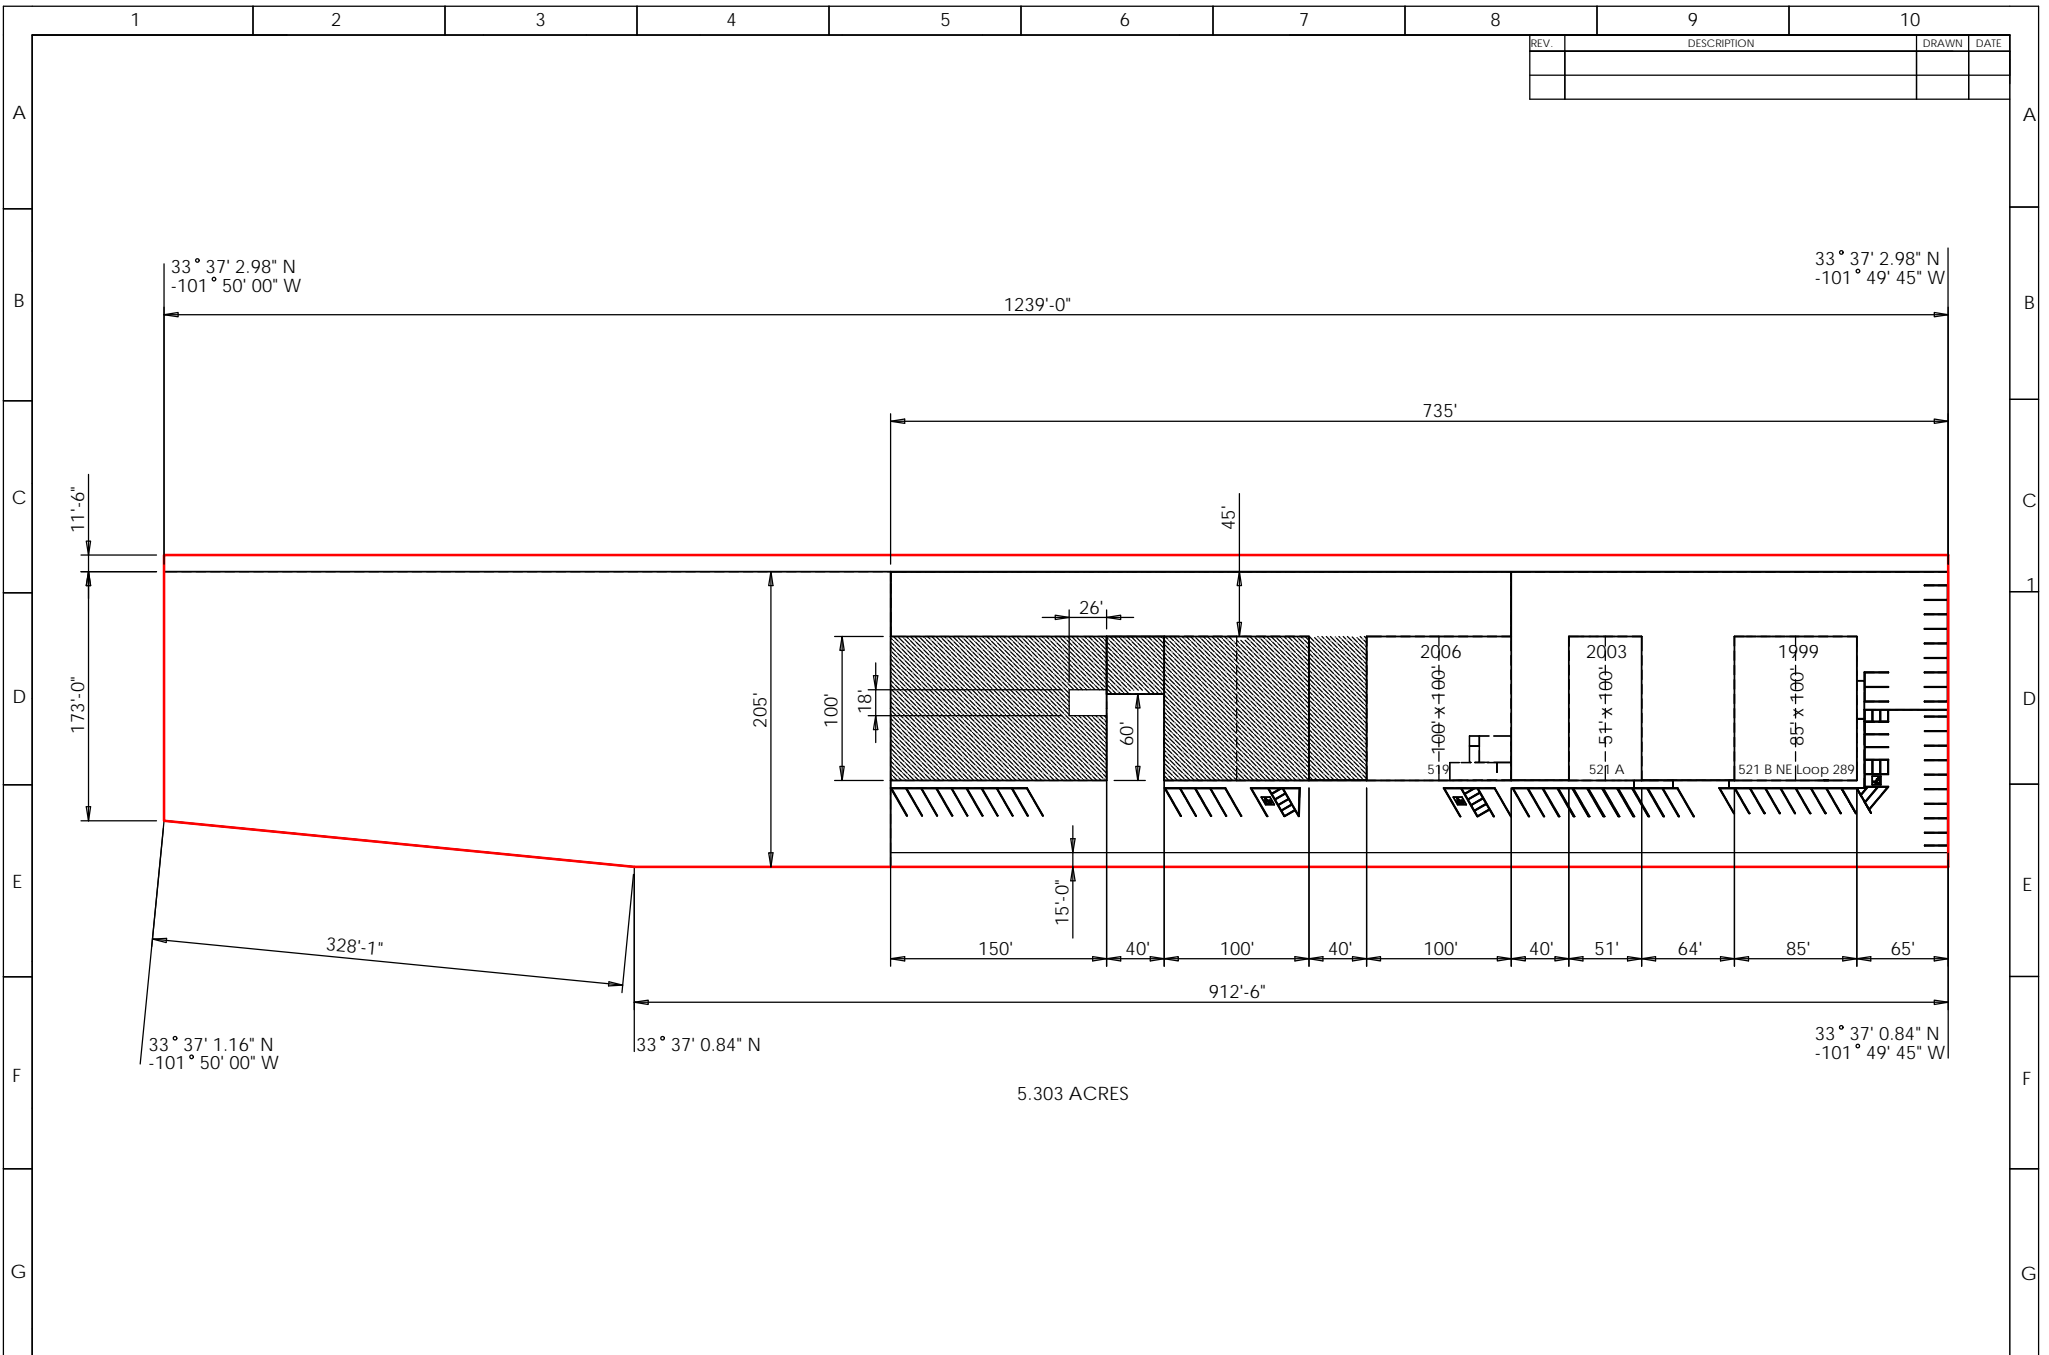 1 2 3 4 5 6 7 8 9 10
REV. DESCRIPTION DRAWN DATE
A A
33° 37' 2.98" N
-101° 50' 00" W
33° 37' 2.98" N
-101° 49' 45" W
B B
1239'-0"
735'
C C
11'-6"
45'
1
26'
2006 2003 1999
D D
173'-0"
205'
100'
18'
60'
100' x 100'
51' x 100'
85' x 100'
519 521 A 521 B NE Loop 289
E E
15'-0"
328'-1"
150' 40' 100' 40' 100' 40' 51' 64' 85' 65'
912'-6"
33° 37' 1.16" N
-101° 50' 00" W
33° 37' 0.84" N
33° 37' 0.84" N
-101° 49' 45" W
F F
5.303 ACRES
G G